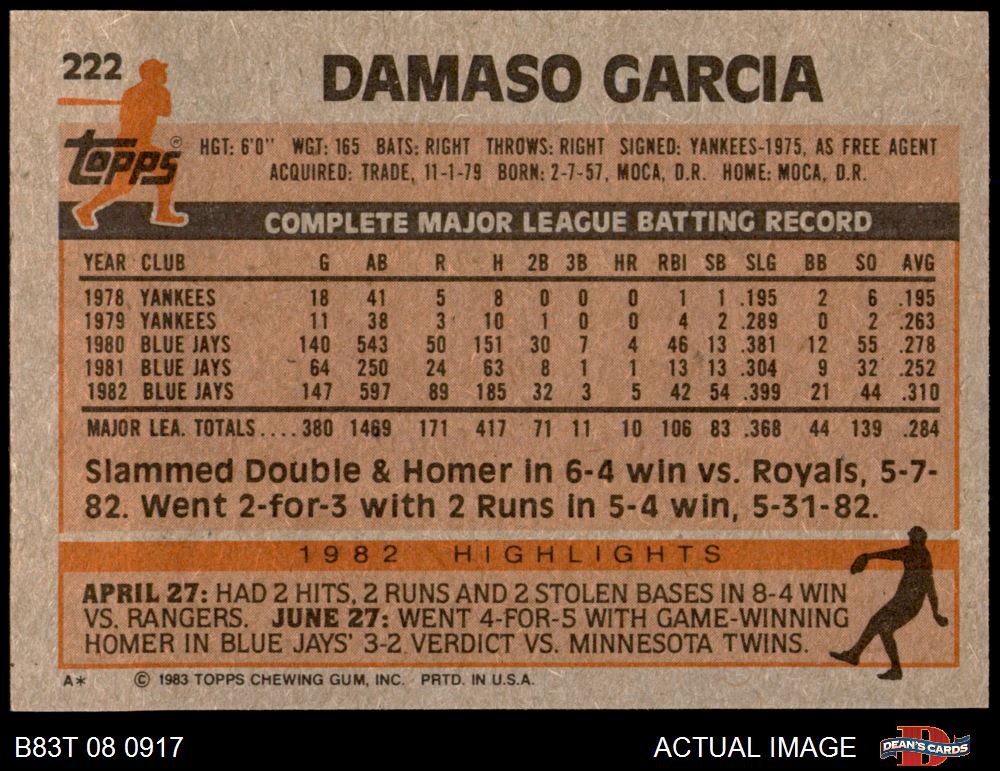 222
DAMASO GARCIA
topps®
HGT: 6'0" WGT: 165 BATS: RIGHT THROWS: RIGHT SIGNED: YANKEES-1975, AS FREE AGENT
ACQUIRED: TRADE, 11-1-79 BORN: 2-7-57, MOCA, D.R. HOME: MOCA, D.R.
COMPLETE MAJOR LEAGUE BATTING RECORD
YEAR CLUB G AB R H 2B 3B HR RBI SB SLG BB SO AVG
1978 YANKEES 18 41 5 8 0 0 0 1 1 .195 2 6 .195
1979 YANKEES 11 38 3 10 1 0 0 4 2 .289 0 2 .263
1980 BLUE JAYS 140 543 50 151 30 7 4 46 13 .381 12 55 .278
1981 BLUE JAYS 64 250 24 63 8 1 1 13 13 .304 9 32 .252
1982 BLUE JAYS 147 597 89 185 32 3 5 42 54 .399 21 44 .310
MAJOR LEA. TOTALS.... 380 1469 171 417 71 11 10 106 83 .368 44 139 .284
Slammed Double & Homer in 6-4 win vs. Royals, 5-7-
82. Went 2-for-3 with 2 Runs in 5-4 win, 5-31-82.
1982 HIGHLIGHTS
APRIL 27: HAD 2 HITS, 2 RUNS AND 2 STOLEN BASES IN 8-4 WIN
VS. RANGERS. JUNE 27: WENT 4-FOR-5 WITH GAME-WINNING
HOMER IN BLUE JAYS' 3-2 VERDICT VS. MINNESOTA TWINS.
A* © 1983 TOPPS CHEWING GUM, INC. PRTD. IN U.S.A.
B83T 08 0917 ACTUAL IMAGE DEAN'S CARDS